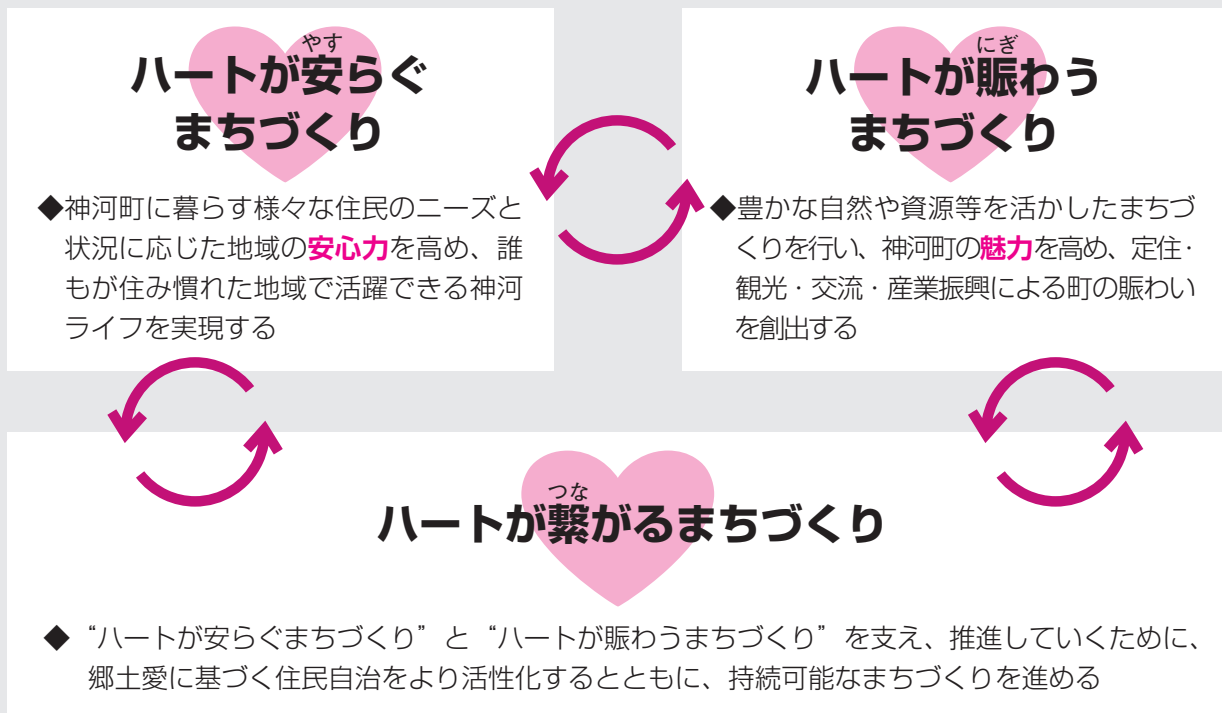 やす
ハートが安らぐ
まちづくり
◆神河町に暮らす様々な住民のニーズと
状況に応じた地域の安心力を高め、誰
もが住み慣れた地域で活躍できる神河
ライフを実現する
にぎ
ハートが賑わう
まちづくり
◆豊かな自然や資源等を活かしたまちづ
くりを行い、神河町の魅力を高め、定住・
観光・交流・産業振興による町の賑わい
を創出する
つな
ハートが繋がるまちづくり
◆ “ハートが安らぐまちづくり” と “ハートが賑わうまちづくり” を支え、推進していくために、
郷土愛に基づく住民自治をより活性化するとともに、持続可能なまちづくりを進める